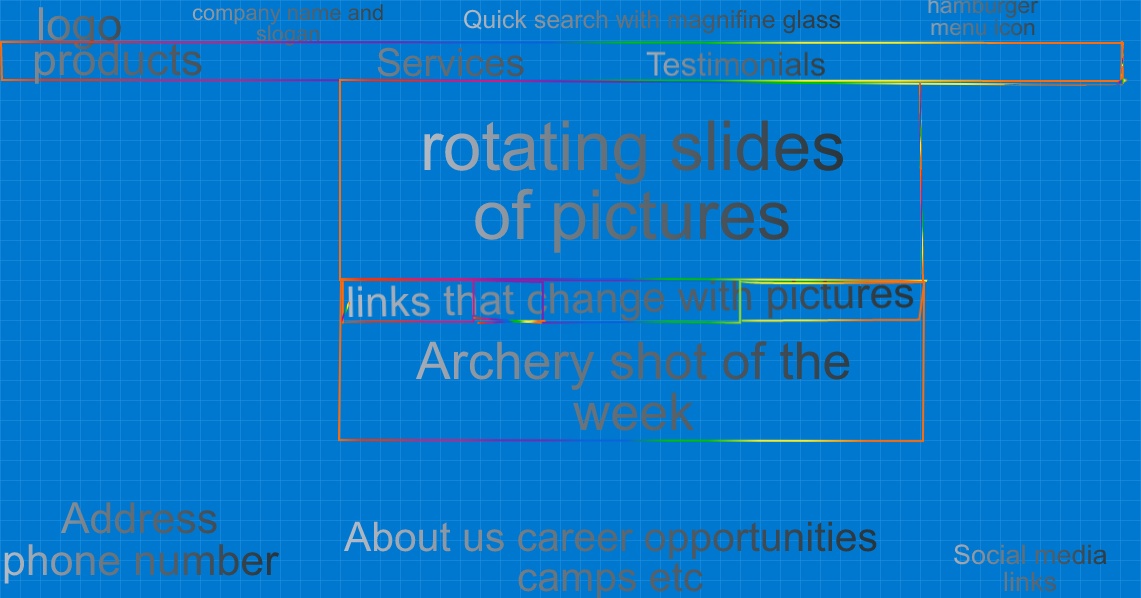 logo
company name and
slogan
Quick search with magnifine glass
hamburger
menu icon
products
Services
Testimonials
rotating slides
of pictures
links that change with pictures
Archery shot of the
week
Address
phone number
About us career opportunities
camps etc
Social media
links